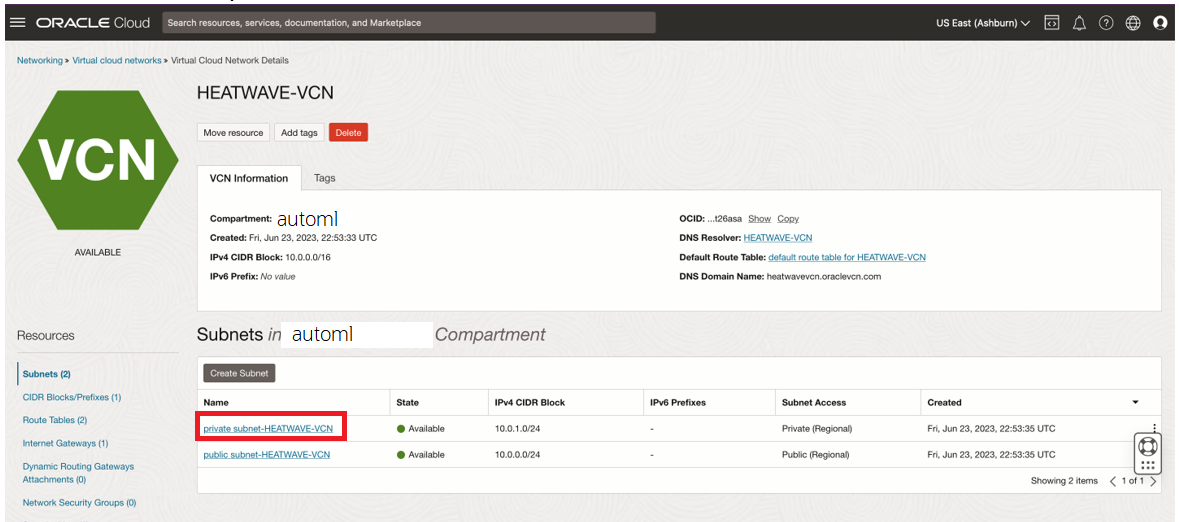 ORACLE Cloud Search resources, services, documentation, and Marketplace US East (Ashburn)
Networking » Virtual cloud networks » Virtual Cloud Network Details
VCN
AVAILABLE
HEATWAVE-VCN
Move resource Add tags Delete
VCN Information Tags
Compartment: automl
Created: Fri, Jun 23, 2023, 22:53:33 UTC
IPv4 CIDR Block: 10.0.0.0/16
IPv6 Prefix: No value
OCID: ...t26asa Show Copy
DNS Resolver: HEATWAVE-VCN
Default Route Table: default route table for HEATWAVE-VCN
DNS Domain Name: heatwavevcn.oraclevcn.com
Resources
Subnets (2)
CIDR Blocks/Prefixes (1)
Route Tables (2)
Internet Gateways (1)
Dynamic Routing Gateways
Attachments (0)
Network Security Groups (0)
Subnets in automl Compartment
Create Subnet
Name State IPv4 CIDR Block IPv6 Prefixes Subnet Access Created
private subnet-HEATWAVE-VCN Available 10.0.1.0/24 - Private (Regional) Fri, Jun 23, 2023, 22:53:35 UTC
public subnet-HEATWAVE-VCN Available 10.0.0.0/24 - Public (Regional) Fri, Jun 23, 2023, 22:53:35 UTC
Showing 2 items < 1 of 1 >